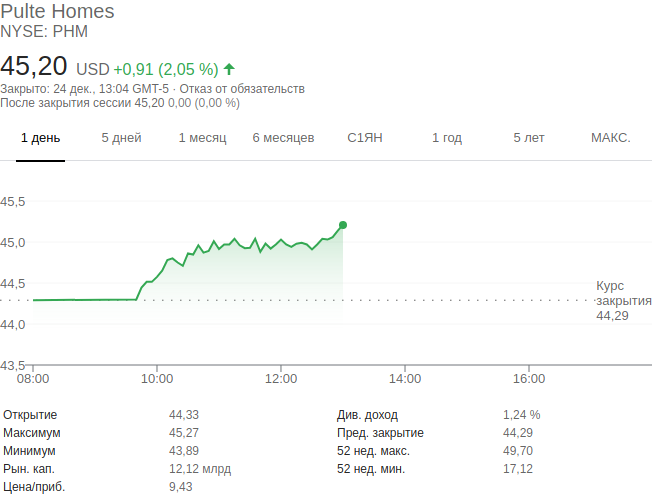 Pulte Homes
NYSE: PHM
45,20 USD +0,91 (2,05 %)
Закрыто: 24 дек., 13:04 GMT-5 · Отказ от обязательств
После закрытия сессии 45,20 0,00 (0,00 %)
1 день 5 дней 1 месяц 6 месяцев С1ЯН 1 год 5 лет МАКС.
45,5
45,0
44,5
44,0
43,5
Курс
закрытия
44,29
08:00 10:00 12:00 14:00 16:00
Открытие 44,33 Див. доход 1,24 %
Максимум 45,27 Пред. закрытие 44,29
Минимум 43,89 52 нед. макс. 49,70
Рын. кап. 12,12 млрд 52 нед. мин. 17,12
Цена/приб. 9,43